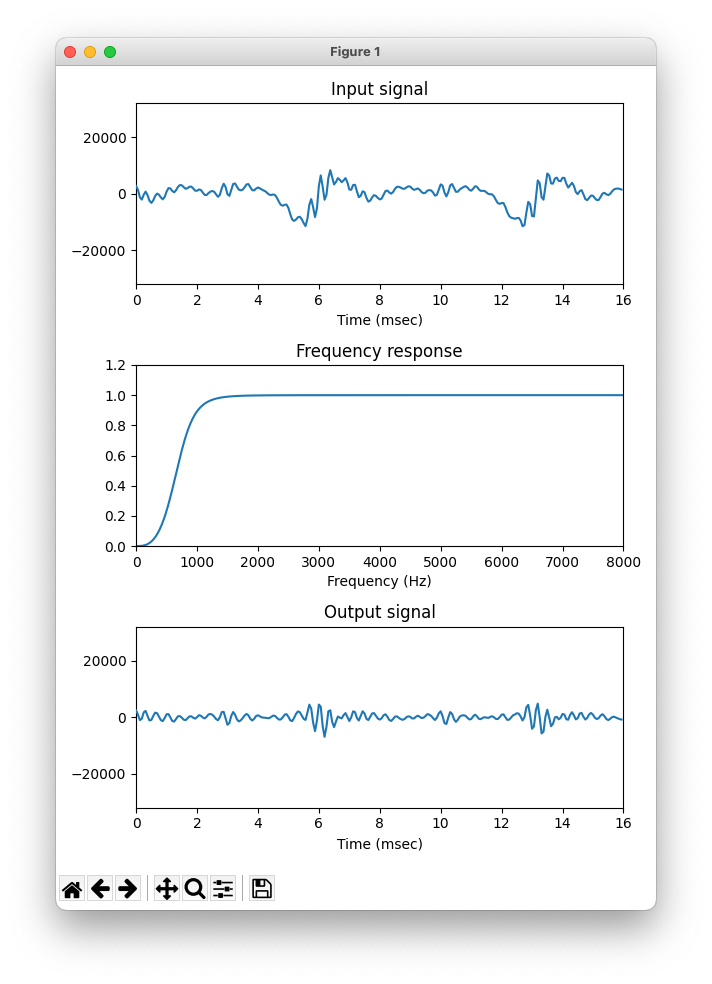 Figure 1
Input signal
20000
0
−20000
0 2 4 6 8 10 12 14 16
Time (msec)
Frequency response
1.2
1.0
0.8
0.6
0.4
0.2
0.0
0 1000 2000 3000 4000 5000 6000 7000 8000
Frequency (Hz)
Output signal
20000
0
−20000
0 2 4 6 8 10 12 14 16
Time (msec)